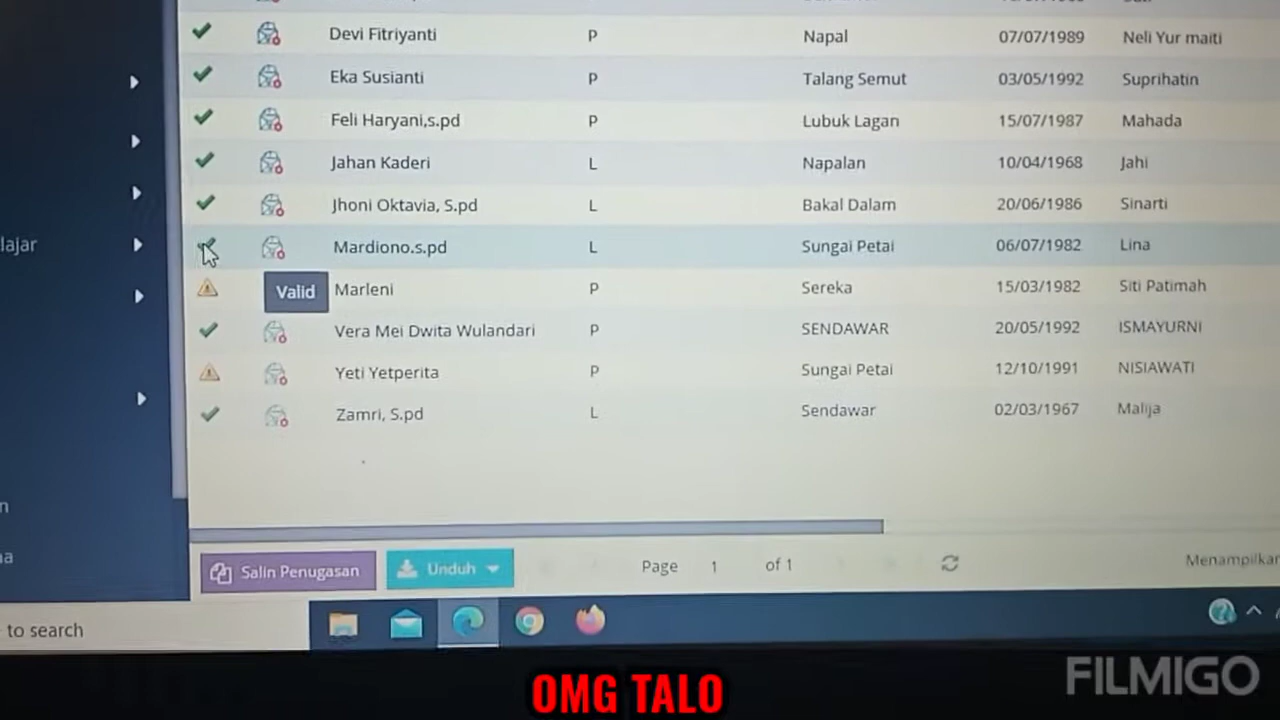 Devi Fitriyanti P Napal 07/07/1989 Neli Yur maiti
Eka Susianti P Talang Semut 03/05/1992 Suprihatin
Feli Haryani,s.pd P Lubuk Lagan 15/07/1987 Mahada
Jahan Kaderi L Napalan 10/04/1968 Jahi
Jhoni Oktavia, S.pd L Bakal Dalam 20/06/1986 Sinarti
lajar
Mardiono.s.pd L Sungai Petai 06/07/1982 Lina
Valid
Marleni P Sereka 15/03/1982 Siti Patimah
Vera Mei Dwita Wulandari P SENDAWAR 20/05/1992 ISMAYURNI
Yeti Yetperita P Sungai Petai 12/10/1991 NISIAWATI
Zamri, S.pd L Sendawar 02/03/1967 Malija
n
na
Salin Penugasan Unduh Page 1 of 1 Menampilkan
to search
OMG TALO
FILMIGO